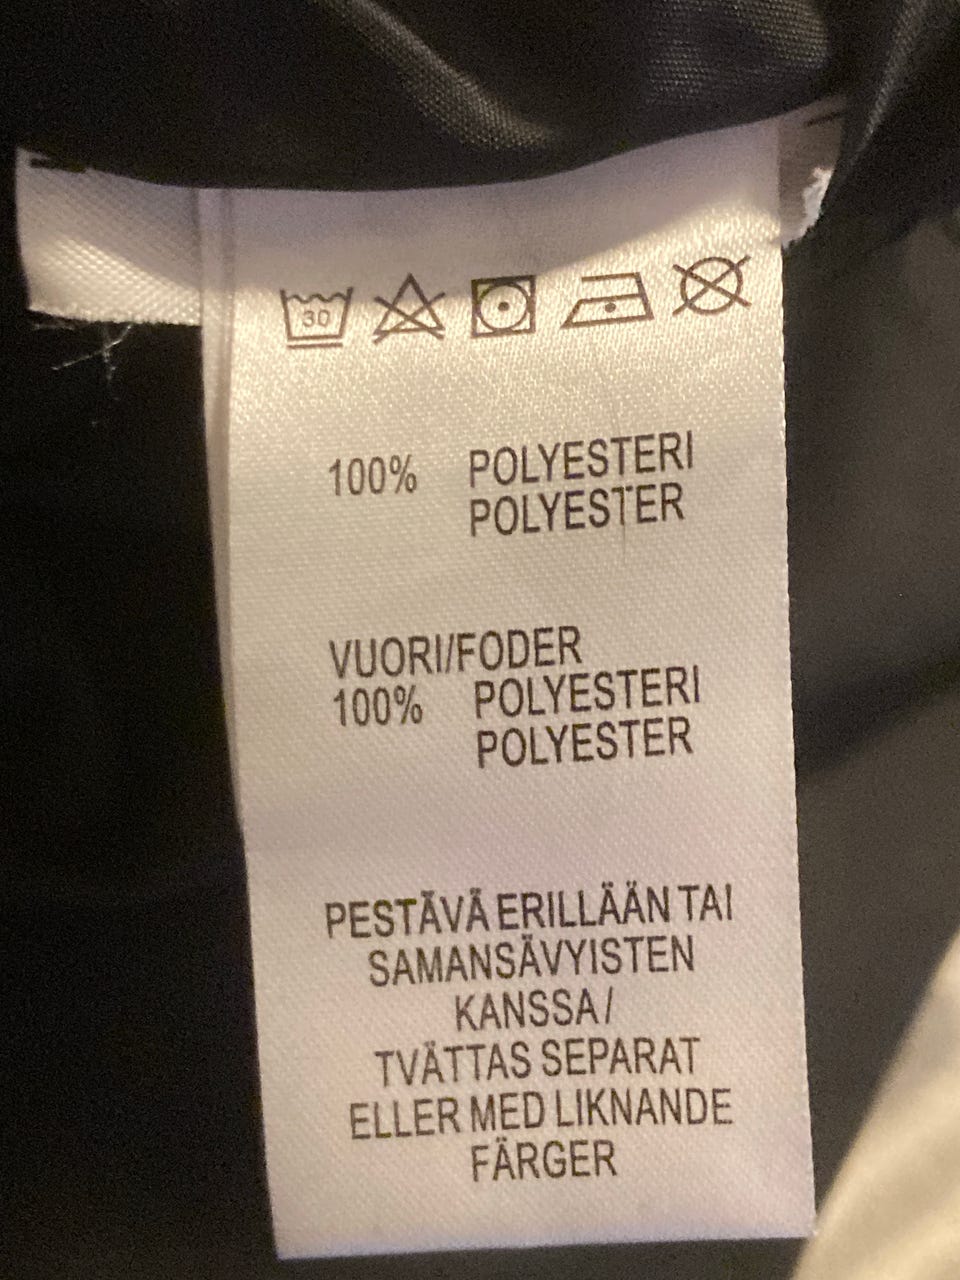 30
100% POLYESTERI
POLYESTER
VUORI/FODER
100% POLYESTERI
POLYESTER
PESTÄVÄ ERILLÄÄN TAI
SAMANSÄVYISTEN
KANSSA/
TVÄTTAS SEPARAT
ELLER MED LIKNANDE
FÄRGER